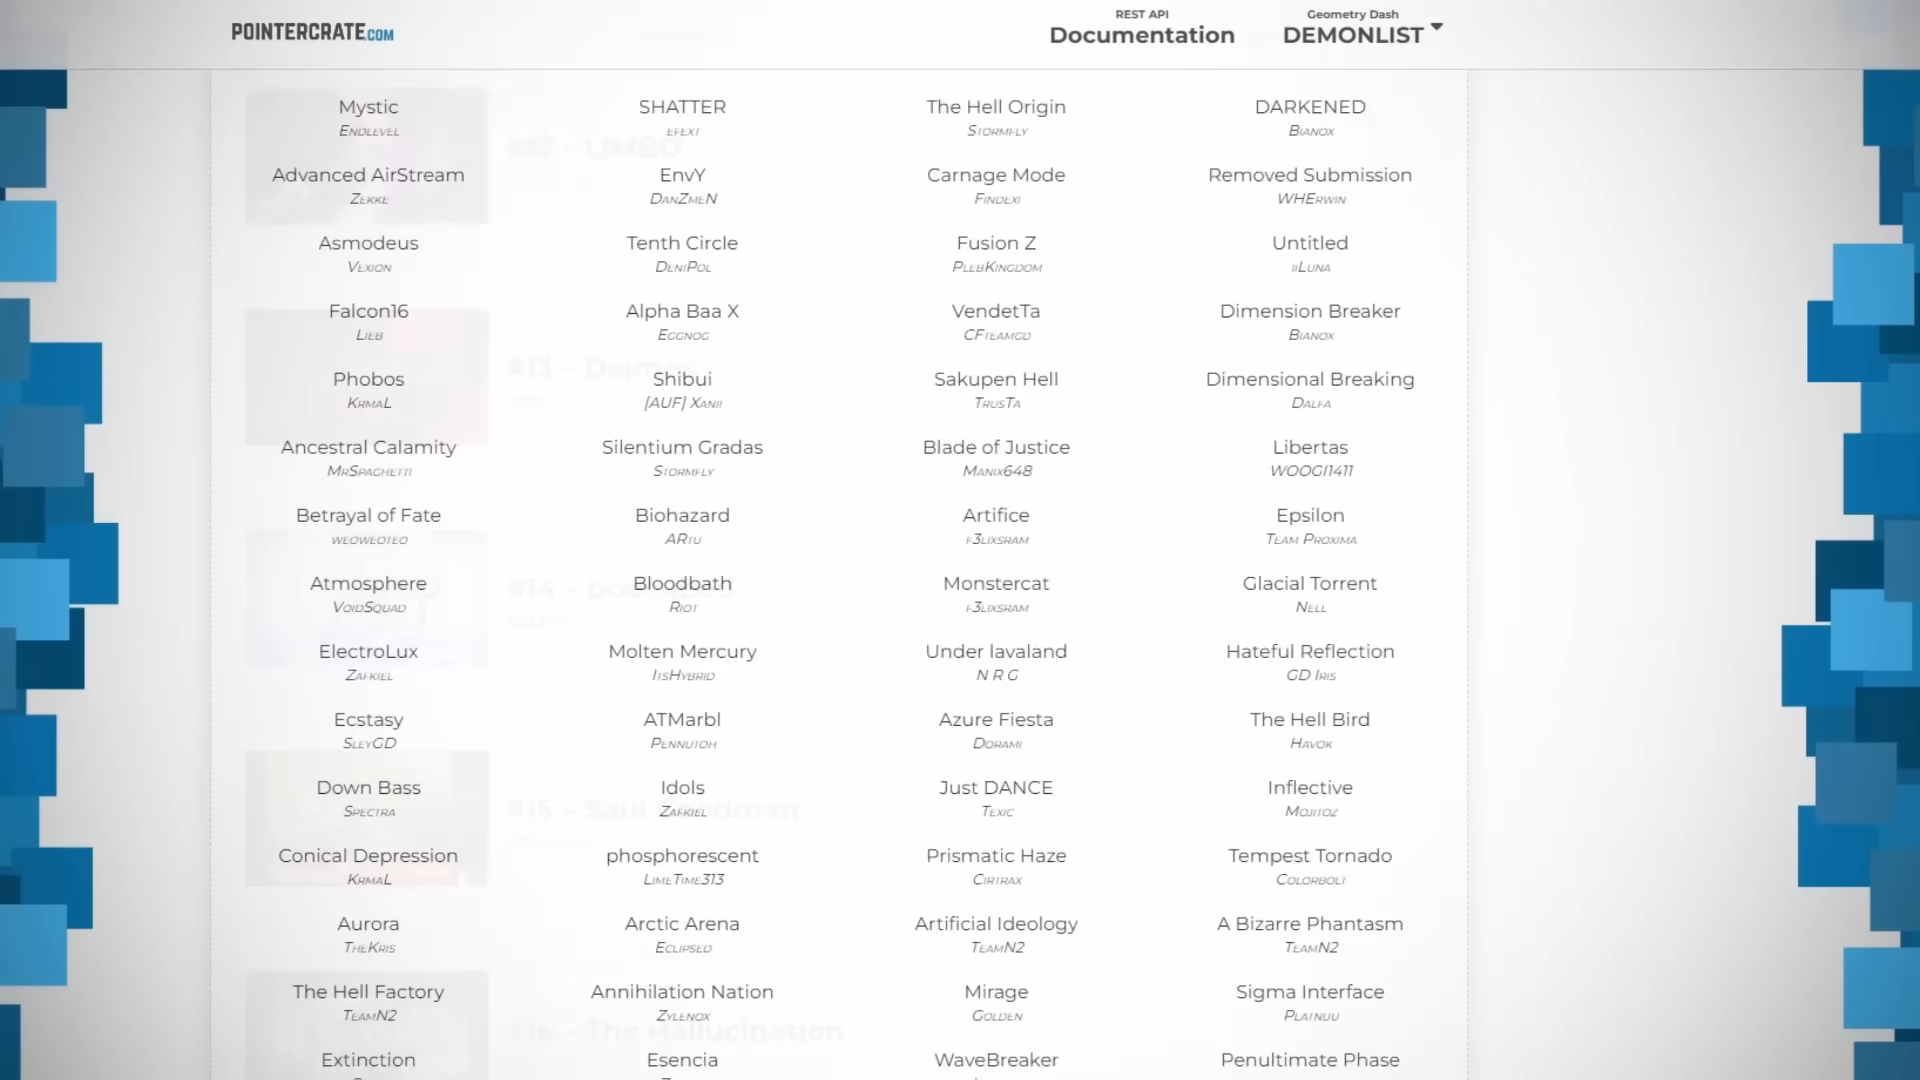 POINTERCRATE.COM
REST API
Documentation
Geometry Dash
DEMONLIST
Mystic SHATTER The Hell Origin DARKENED
Endlevel efext Stormfly Bianox
Advanced AirStream EnvY Carnage Mode Removed Submission
Zekke DanZmeN Findexi WHErwin
Asmodeus Tenth Circle Fusion Z Untitled
Vexion DeniPol PlebKingdom iiLuna
Falcon16 Alpha Baa X VendetTa Dimension Breaker
Lieb Eggnog CFteamGD Bianox
Phobos Shibui Sakupen Hell Dimensional Breaking
KrmaL [AUF] Xanii TrusTa Dalfa
Ancestral Calamity Silentium Gradas Blade of Justice Libertas
MrSpaghetti Stormfly Manix648 WOOGI1411
Betrayal of Fate Biohazard Artifice Epsilon
weoweoteo ARtu f3lixsram Team Proxima
Atmosphere Bloodbath Monstercat Glacial Torrent
VoidSquad Riot f3lixsram Nell
ElectroLux Molten Mercury Under lavaland Hateful Reflection
Zafkiel ItsHybrid N R G GD Iris
Ecstasy ATMarbl Azure Fiesta The Hell Bird
SleyGD Pennutoh Dorami Havok
Down Bass Idols Just DANCE Inflective
Spectra Zafkiel Texic Mojitoz
Conical Depression phosphorescent Prismatic Haze Tempest Tornado
KrmaL LimeTime313 Cirtrax Colorbolt
Aurora Arctic Arena Artificial Ideology A Bizarre Phantasm
TheKris Eclipsed TeamN2 TeamN2
The Hell Factory Annihilation Nation Mirage Sigma Interface
TeamN2 Zylenox Golden Platnuu
Extinction Esencia WaveBreaker Penultimate Phase